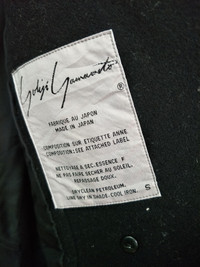 Yohji Yamamoto
®
FABRIQUÉ AU JAPON
MADE IN JAPAN
COMPOSITION SUR ETIQUETTE ANNE
COMPOSITION: SEE ATTACHED LABEL
NETTOYAGE A SEC. ESSENCE F
NE PAS FAIRE SECHER AU SOLEIL.
REPASSAGE DOUX.
DRYCLEAN PETROLEUM.
LINE DRY IN SHADE. COOL IRON.
S